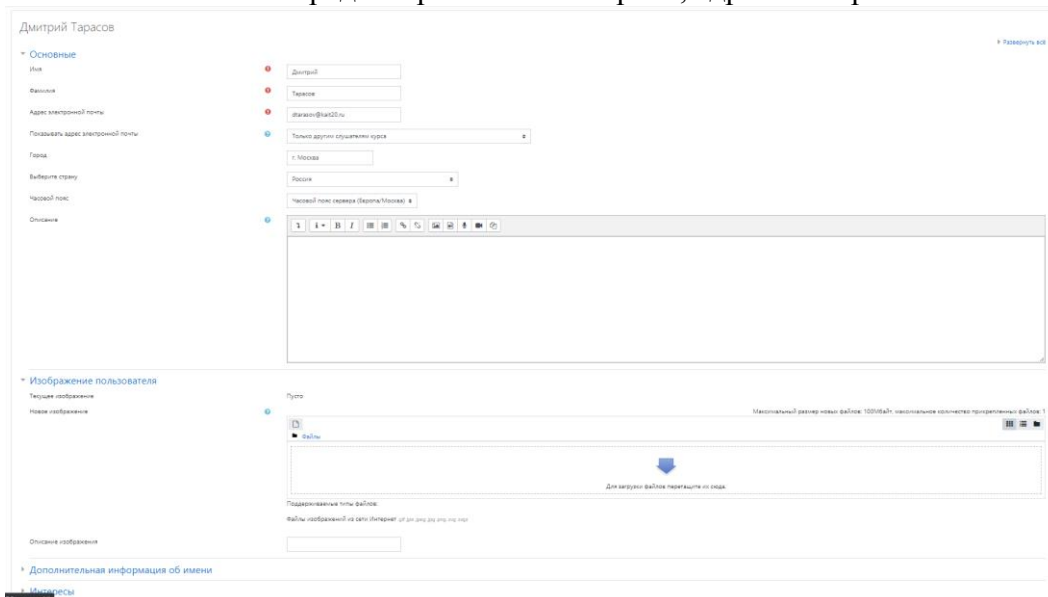 Дмитрий Тарасов
Развернуть всё
Основные
Имя
Дмитрий
Фамилия
Тарасов
Адрес электронной почты
dtarasov@kait20.ru
Показывать адрес электронной почты
Только другим слушателям курса
Город
г. Москва
Выберите страну
Россия
Часовой пояс
Часовой пояс сервера (Европа/Москва)
Описание
Изображение пользователя
Текущее изображение
Пусто
Новое изображение
Максимальный размер новых файлов: 100Мбайт, максимальное количество прикрепленных файлов: 1
Файлы
Для загрузки файлов перетащите их сюда.
Поддерживаемые типы файлов:
Файлы изображений из сети Интернет
Описание изображения
Дополнительная информация об имени
Интересы